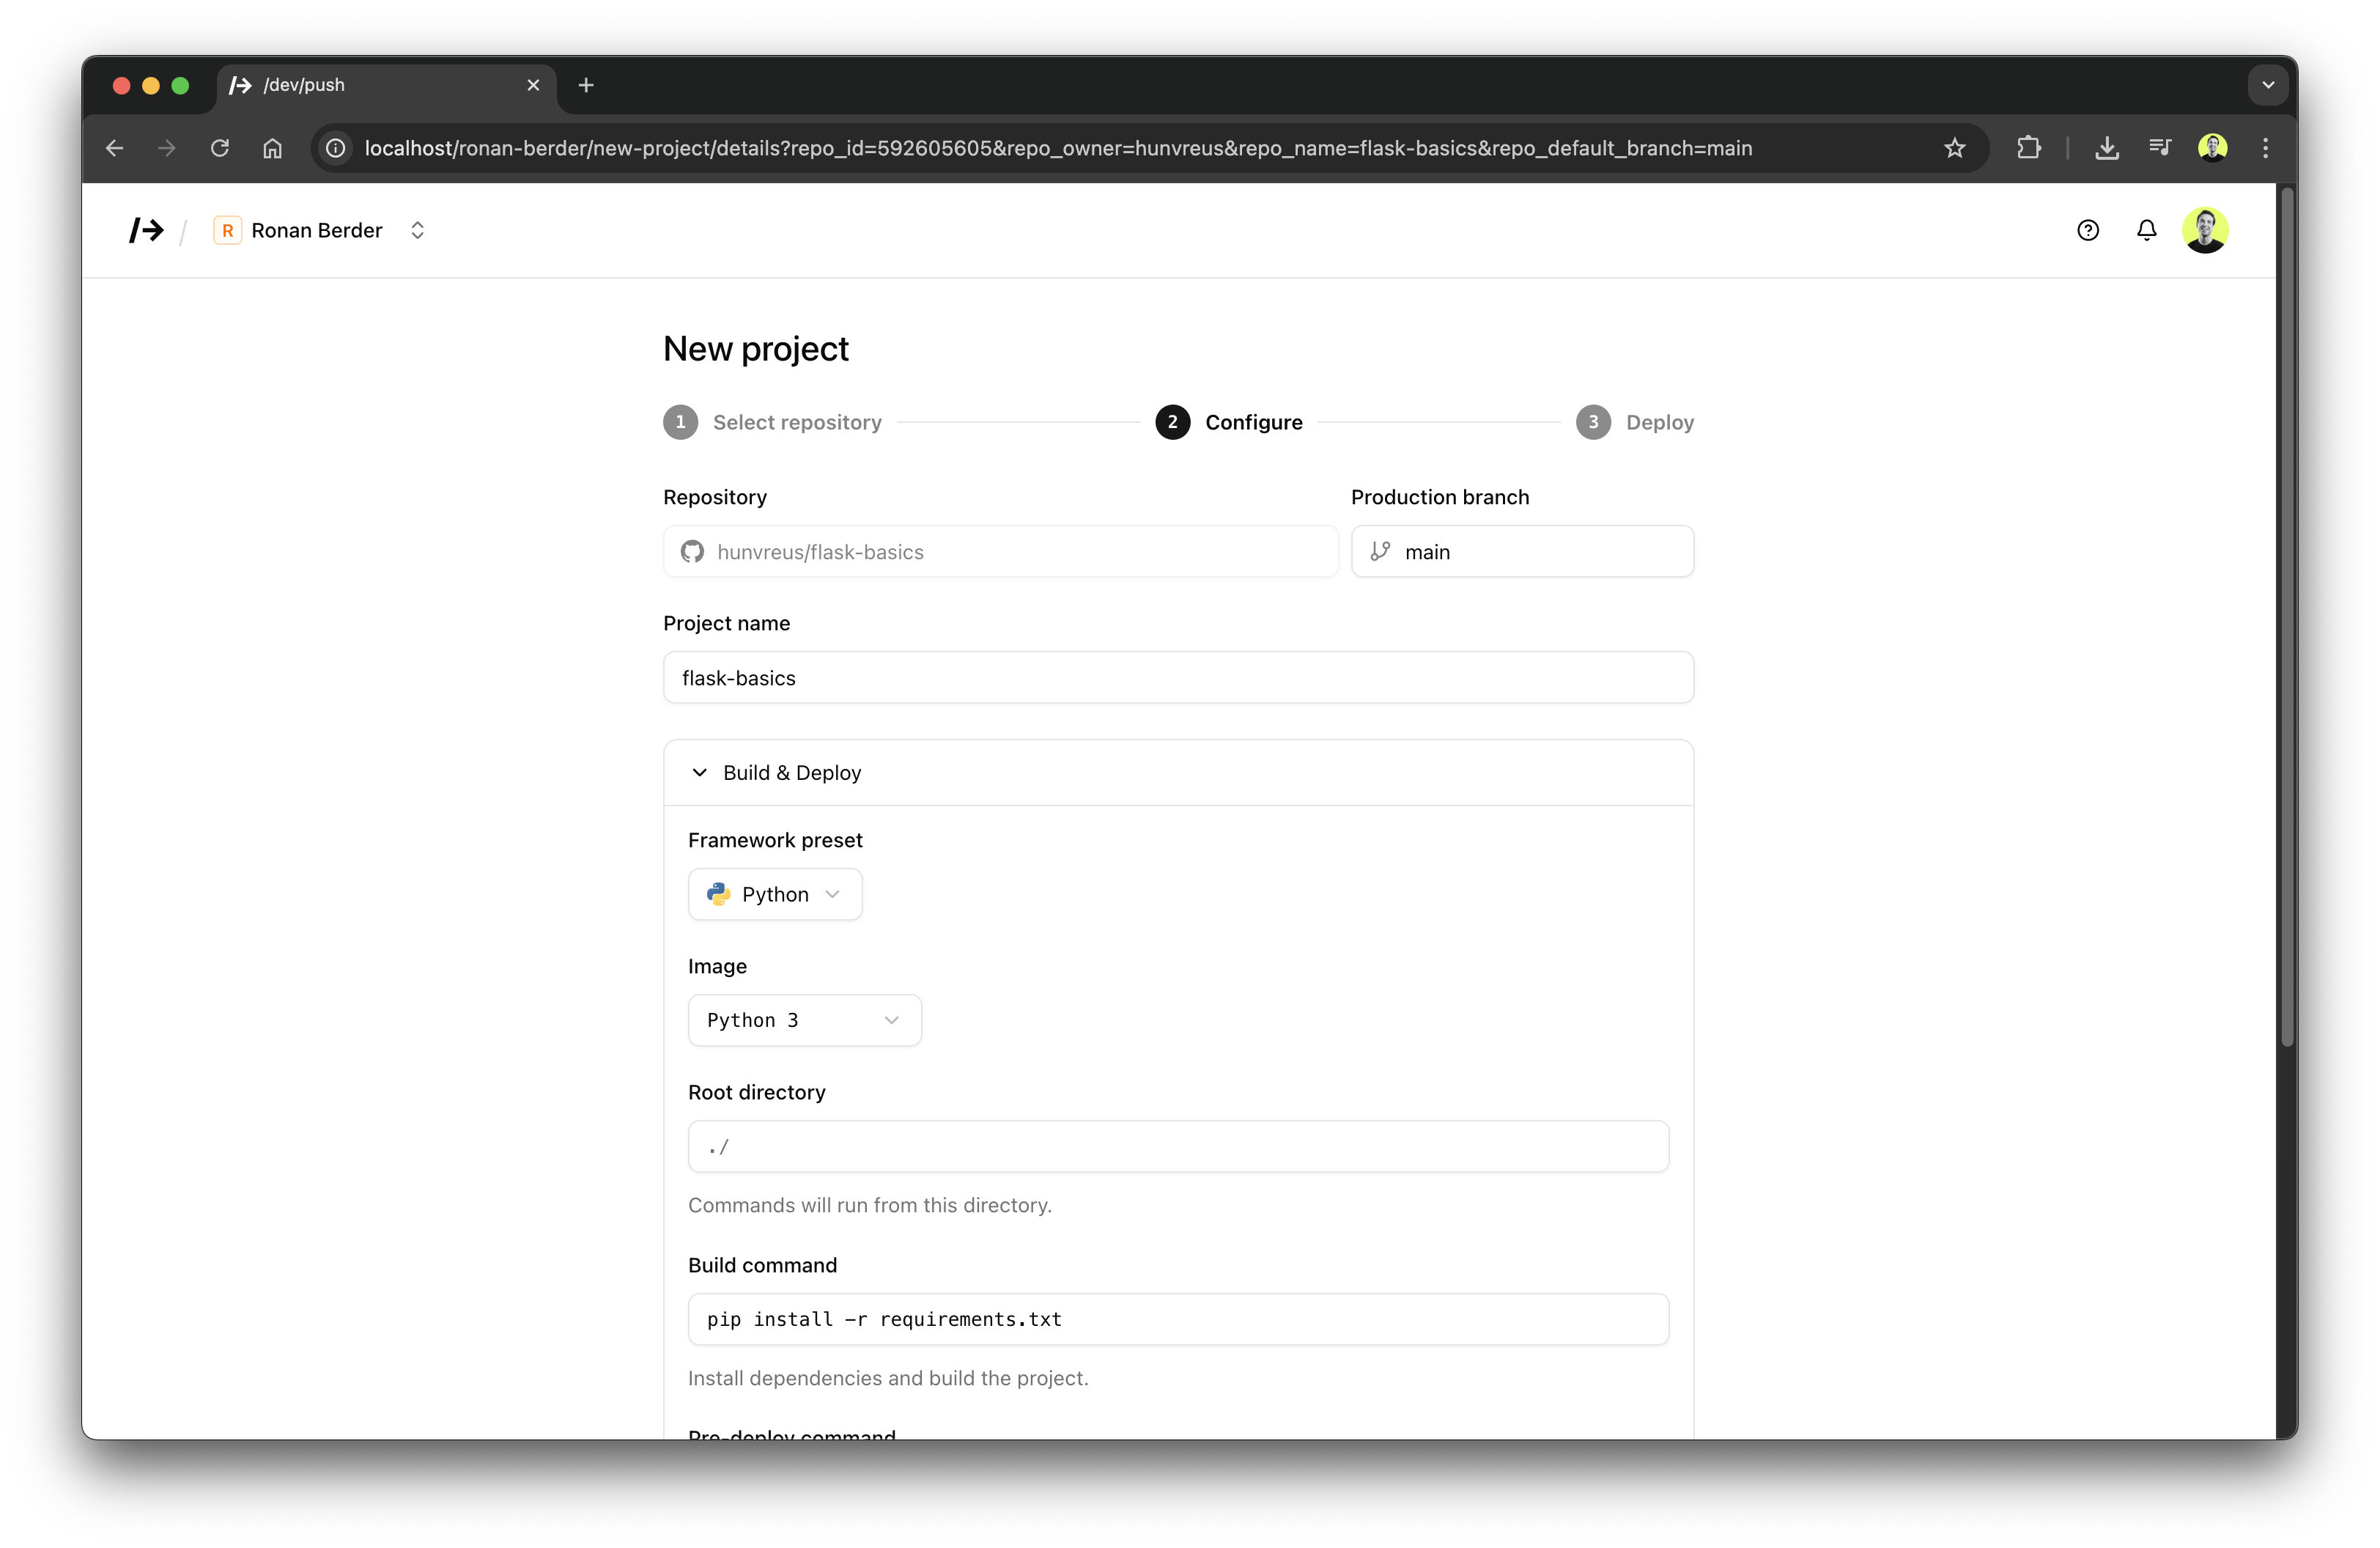 /dev/push
localhost/ronan-berder/new-project/details?repo_id=592605605&repo_owner=hunvreus&repo_name=flask-basics&repo_default_branch=main
R Ronan Berder
New project
1 Select repository 2 Configure 3 Deploy
Repository Production branch
hunvreus/flask-basics main
Project name
flask-basics
Build & Deploy
Framework preset
Python
Image
Python 3
Root directory
./
Commands will run from this directory.
Build command
pip install -r requirements.txt
Install dependencies and build the project.
Pre-deploy command